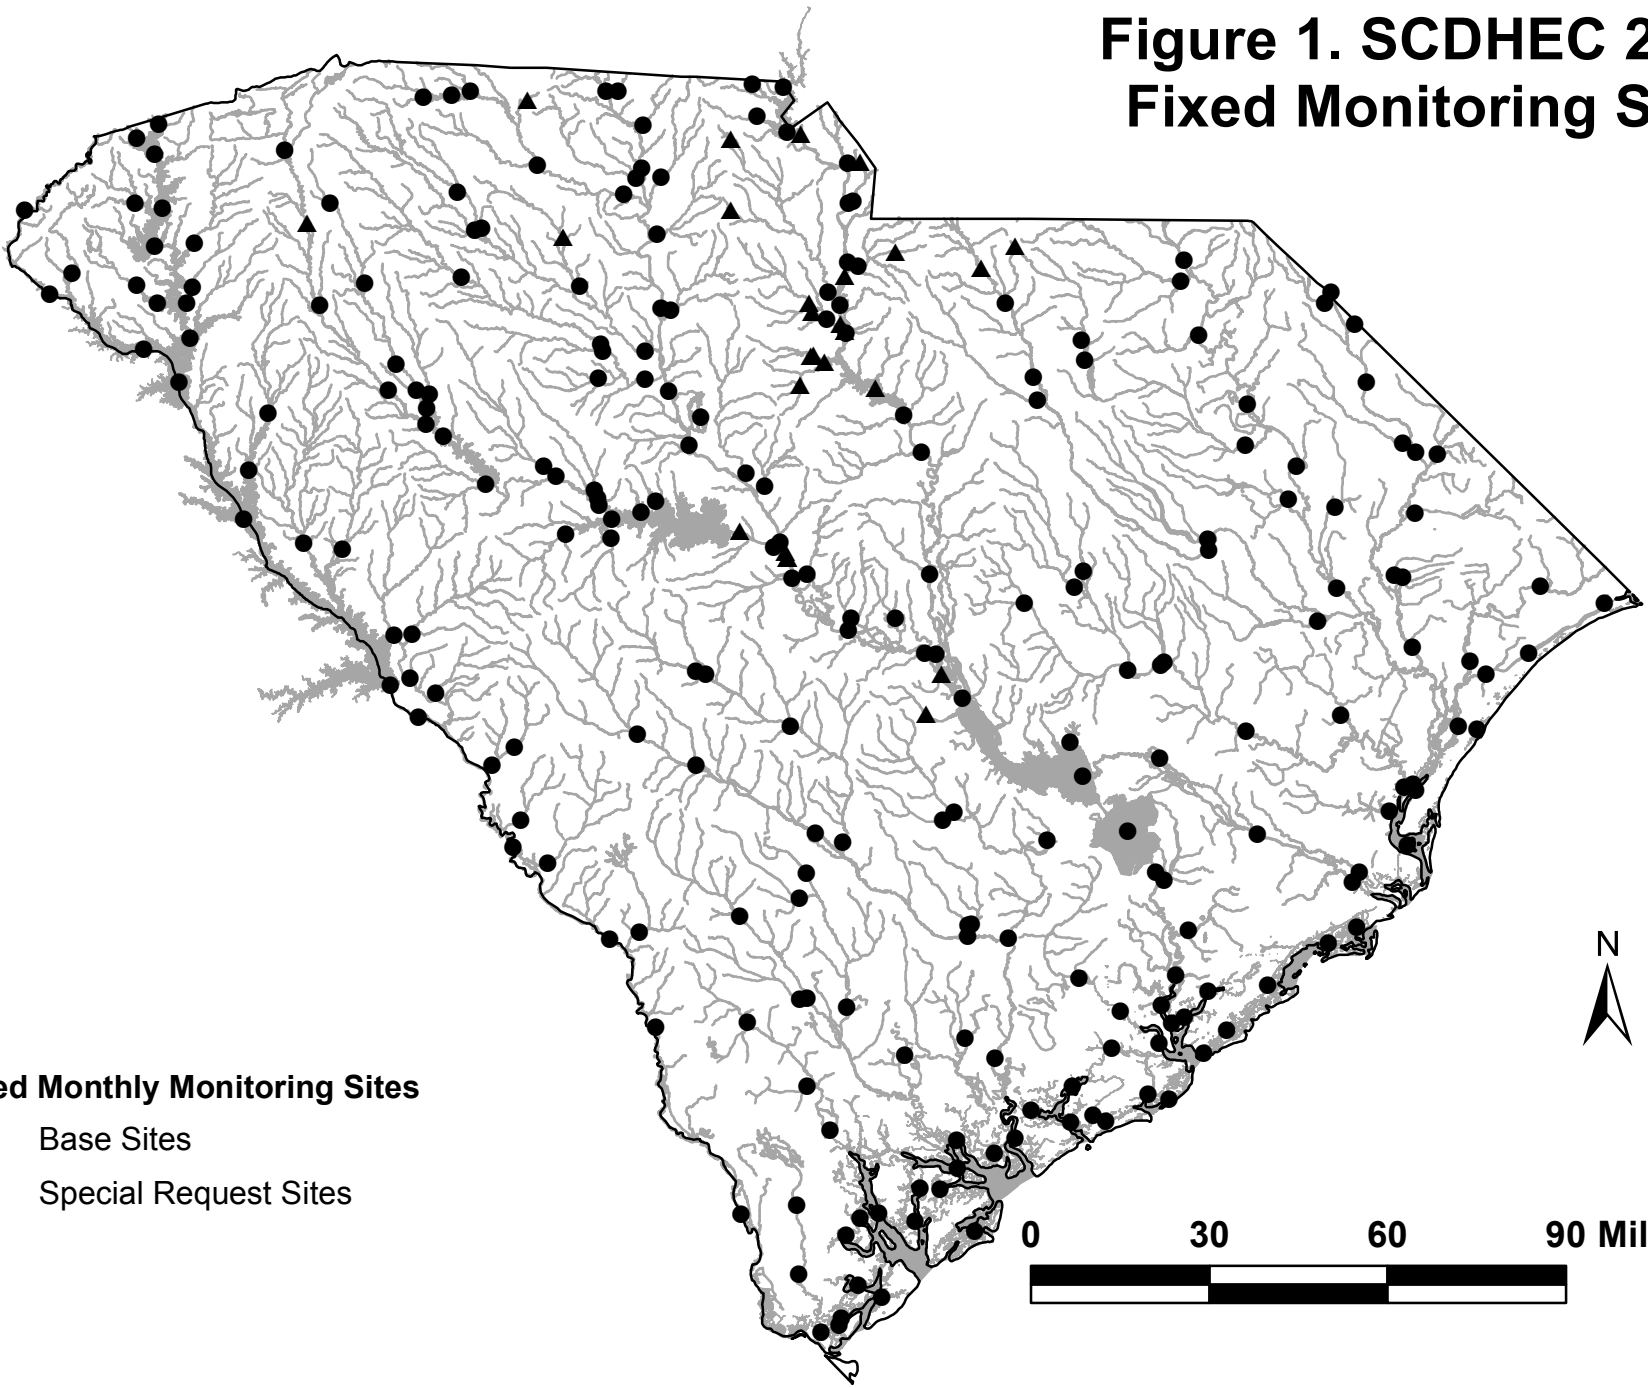 Figure 1. SCDHEC 2
Fixed Monitoring S
N
ed Monthly Monitoring Sites
Base Sites
Special Request Sites
0 30 60 90 Mil